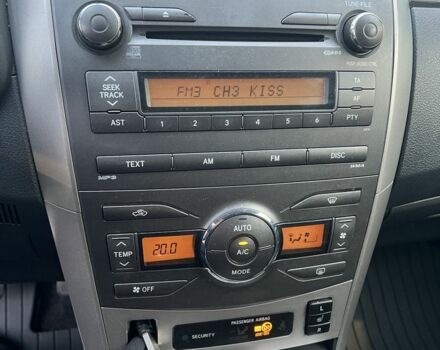 TUNE·FILE
FM3 CH3 KISS
SEEK
TRACK
TA
AF
AST
1 2 3 4 5 6
PTY
TEXT
AM
FM
DISC
MP3
TEMP
20.0
AUTO
A/C
MODE
OFF
PASSENGER AIRBAG
SECURITY
L
R